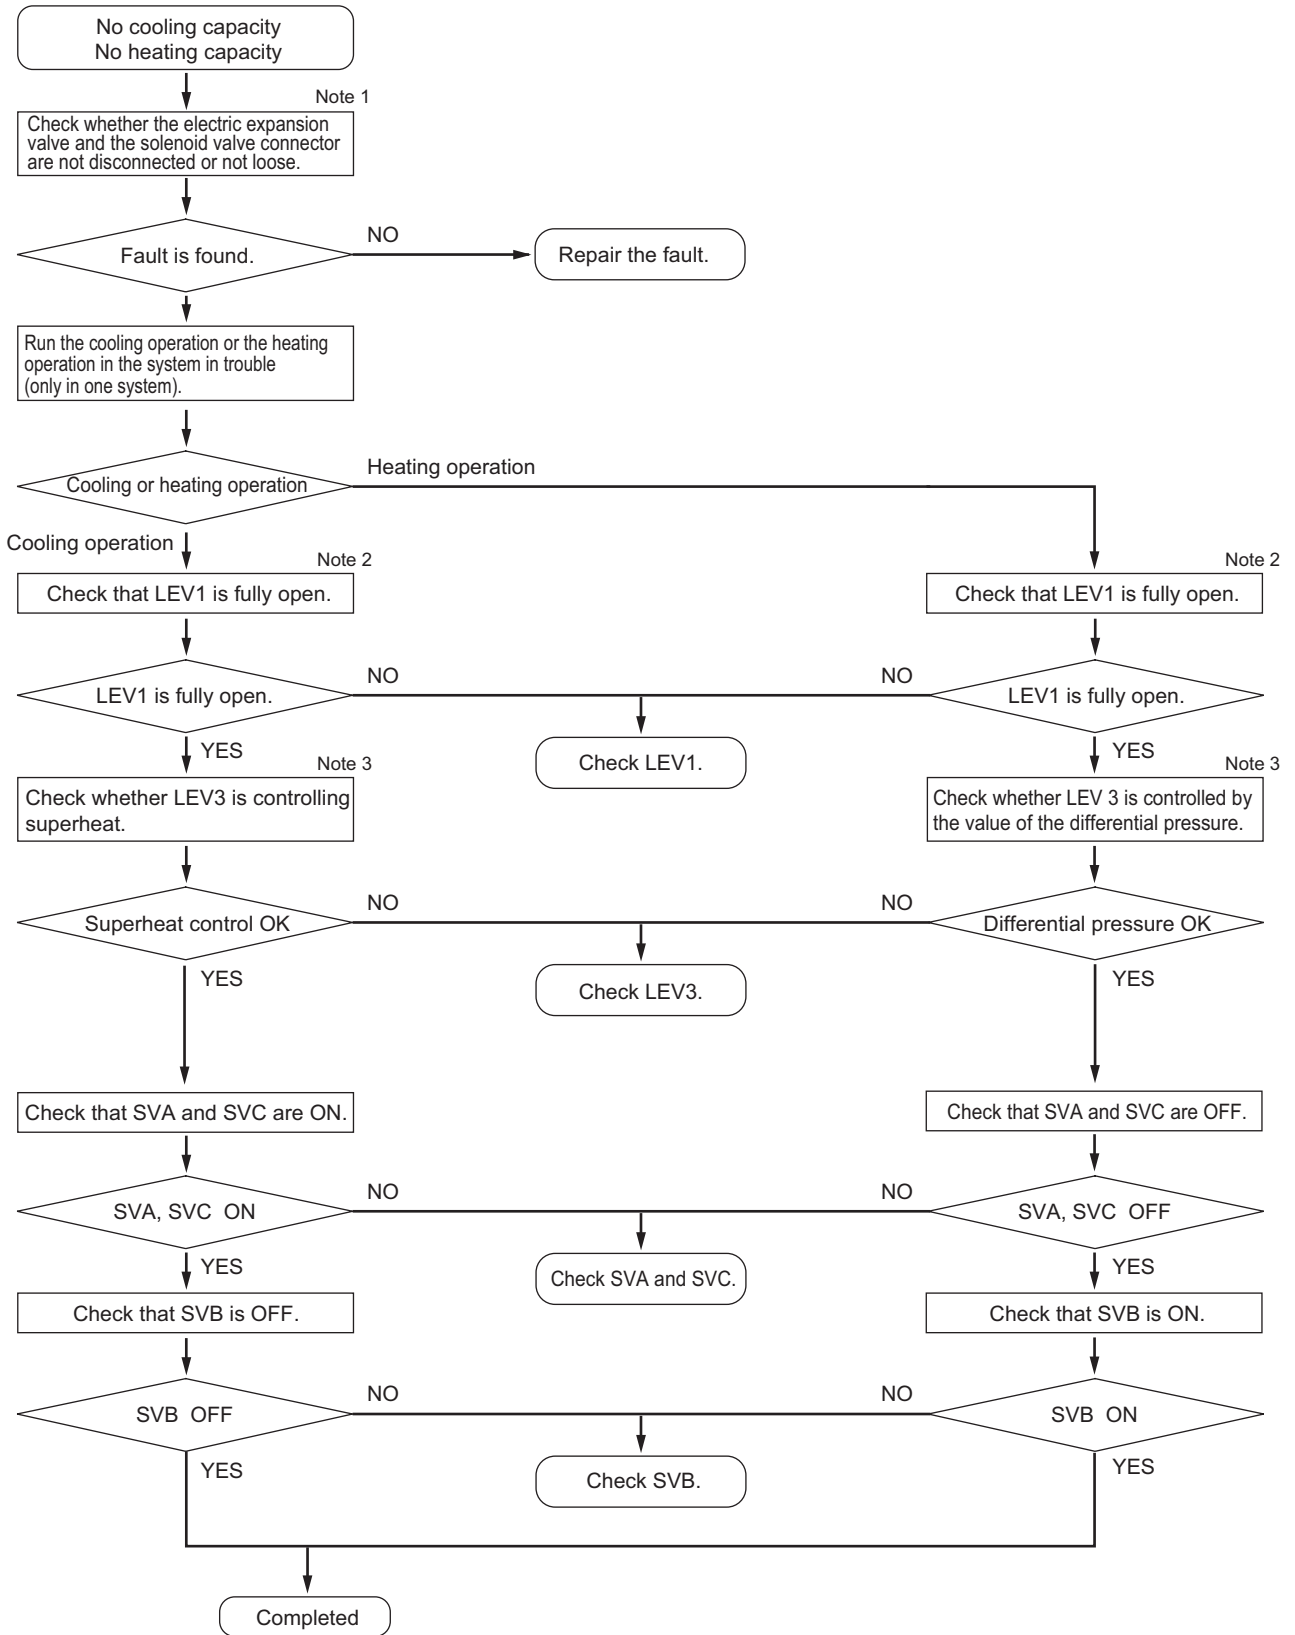 No cooling capacity
No heating capacity
Note 1
Check whether the electric expansion
valve and the solenoid valve connector
are not disconnected or not loose.
Fault is found.
NO
Repair the fault.
Run the cooling operation or the heating
operation in the system in trouble
(only in one system).
Cooling or heating operation
Heating operation
Cooling operation
Note 2
Check that LEV1 is fully open.
Note 2
Check that LEV1 is fully open.
LEV1 is fully open.
NO
NO
LEV1 is fully open.
Check LEV1.
YES
YES
Note 3
Check whether LEV3 is controlling
superheat.
Note 3
Check whether LEV 3 is controlled by
the value of the differential pressure.
Superheat control OK
NO
NO
Differential pressure OK
Check LEV3.
YES
YES
Check that SVA and SVC are ON.
Check that SVA and SVC are OFF.
SVA, SVC ON
NO
NO
SVA, SVC OFF
Check SVA and SVC.
YES
YES
Check that SVB is OFF.
Check that SVB is ON.
SVB OFF
NO
NO
SVB ON
Check SVB.
YES
YES
Completed